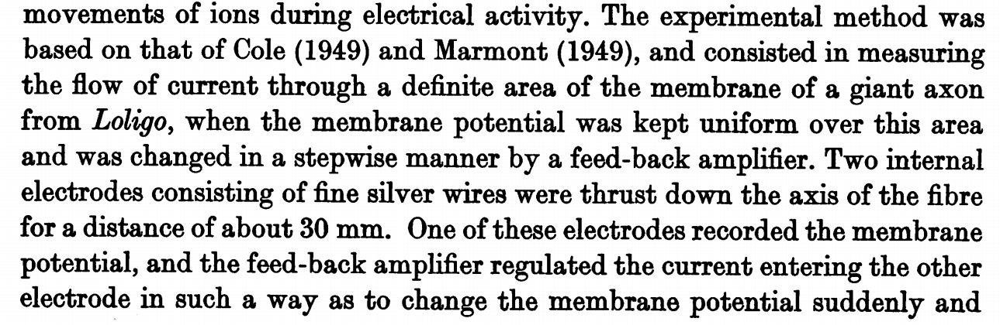 movements of ions during electrical activity. The experimental method was
based on that of Cole (1949) and Marmont (1949), and consisted in measuring
the flow of current through a definite area of the membrane of a giant axon
from Loligo, when the membrane potential was kept uniform over this area
and was changed in a stepwise manner by a feed-back amplifier. Two internal
electrodes consisting of fine silver wires were thrust down the axis of the fibre
for a distance of about 30 mm. One of these electrodes recorded the membrane
potential, and the feed-back amplifier regulated the current entering the other
electrode in such a way as to change the membrane potential suddenly and